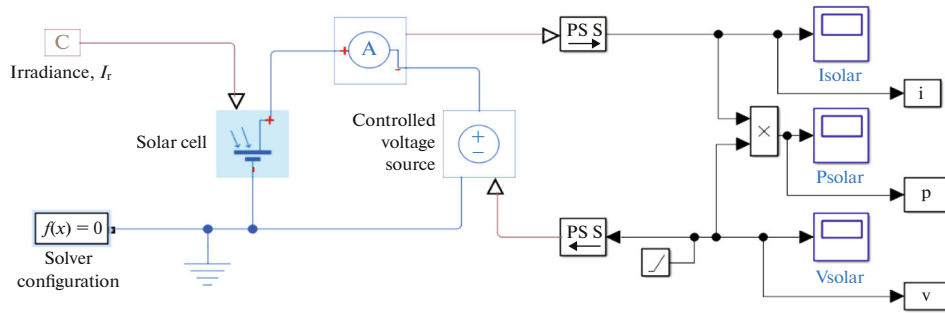 C
Irradiance, Ir
+
A
-
PS S
Isolar
i
Solar cell
+
-
Controlled
voltage
source
+
−
×
Psolar
p
f(x) = 0
Solver
configuration
PS S
Vsolar
v